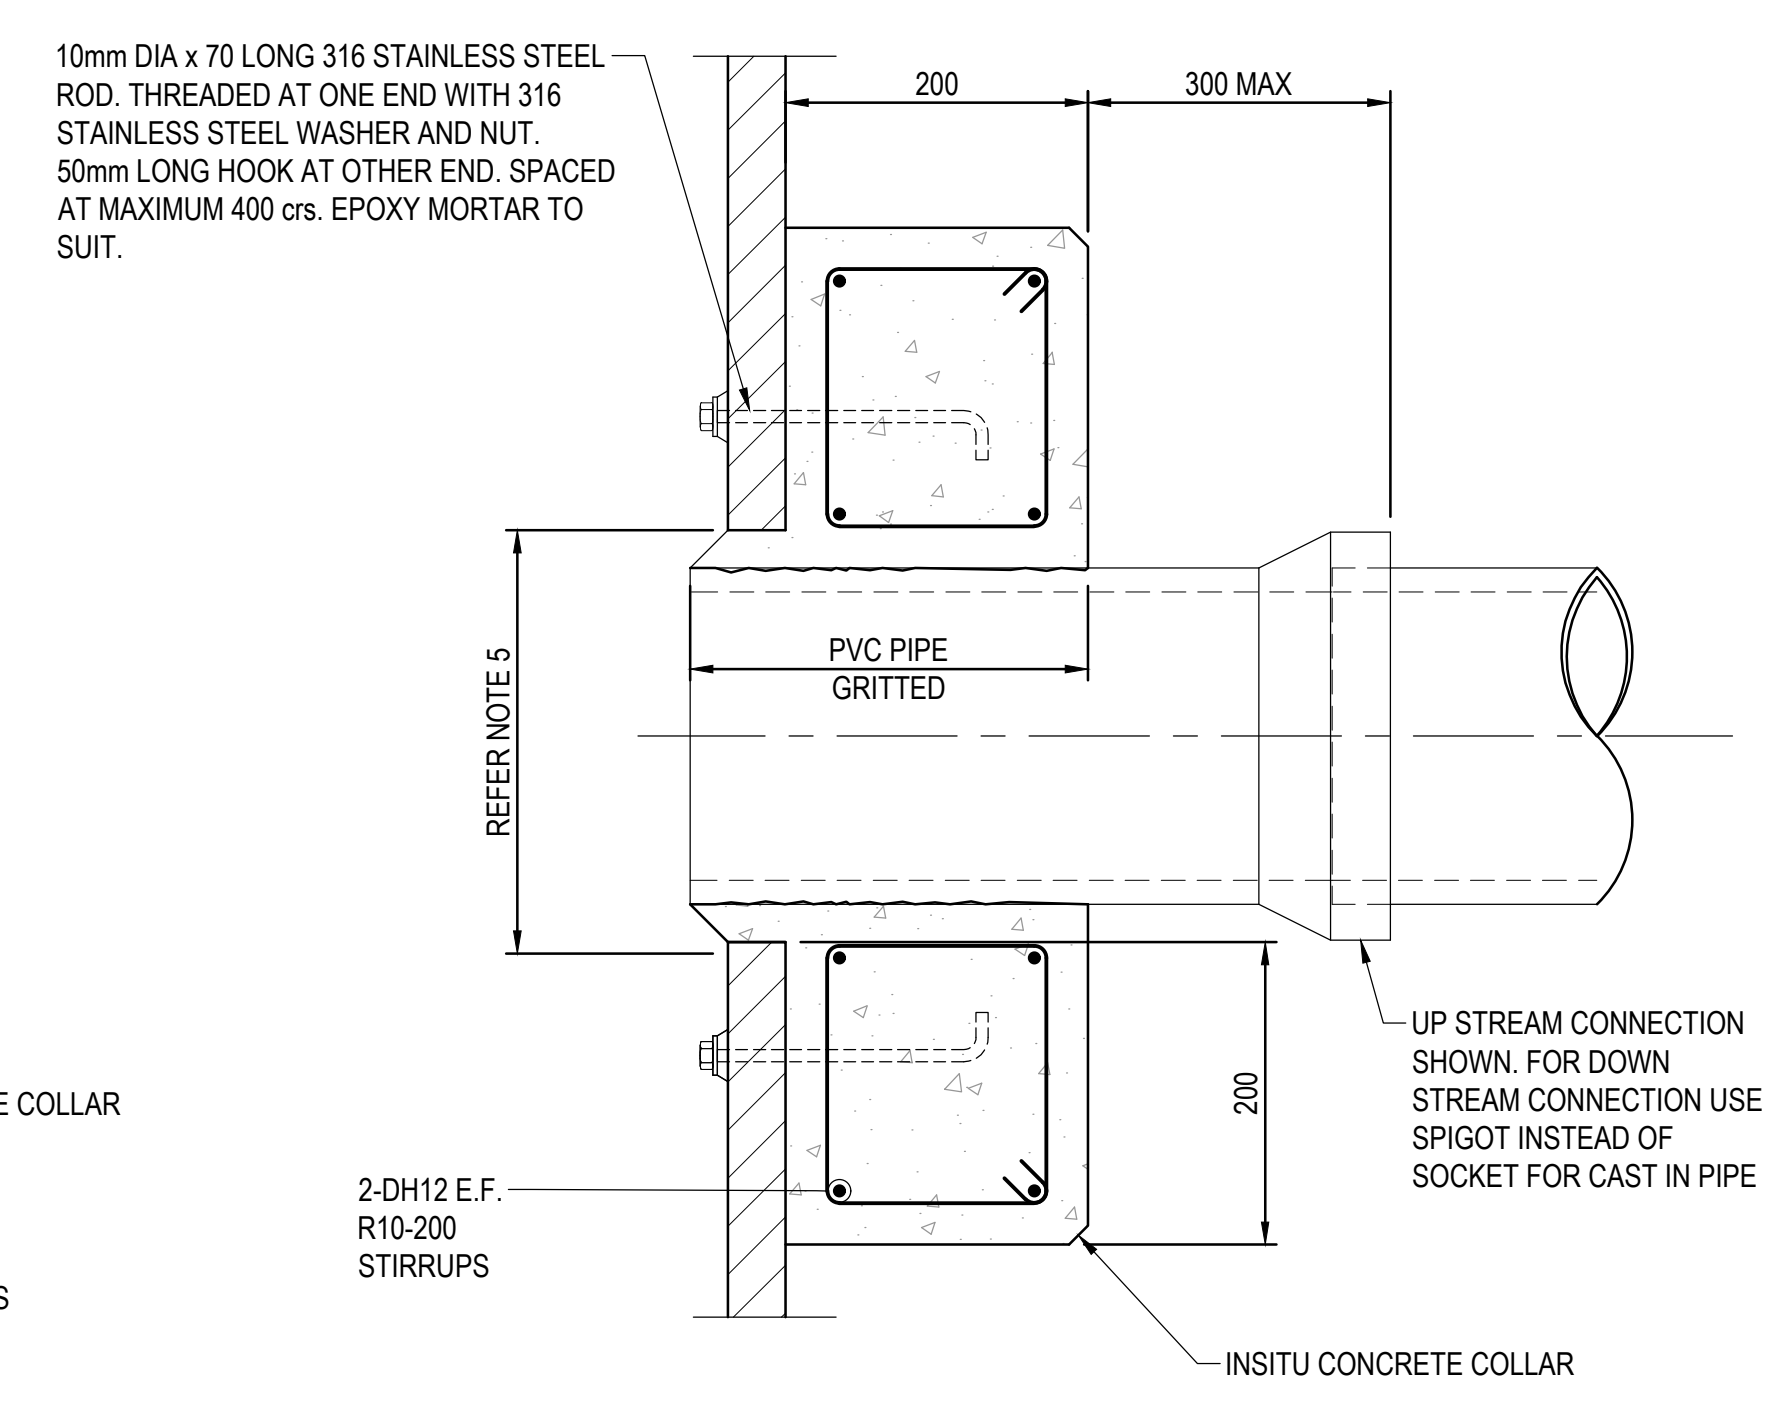 10mm DIA x 70 LONG 316 STAINLESS STEEL
ROD. THREADED AT ONE END WITH 316
STAINLESS STEEL WASHER AND NUT.
50mm LONG HOOK AT OTHER END. SPACED
AT MAXIMUM 400 crs. EPOXY MORTAR TO
SUIT.
200
300 MAX
PVC PIPE
GRITTED
REFER NOTE 5
UP STREAM CONNECTION
SHOWN. FOR DOWN
STREAM CONNECTION USE
SPIGOT INSTEAD OF
SOCKET FOR CAST IN PIPE
200
E COLLAR
2-DH12 E.F.
R10-200
STIRRUPS
S
INSITU CONCRETE COLLAR